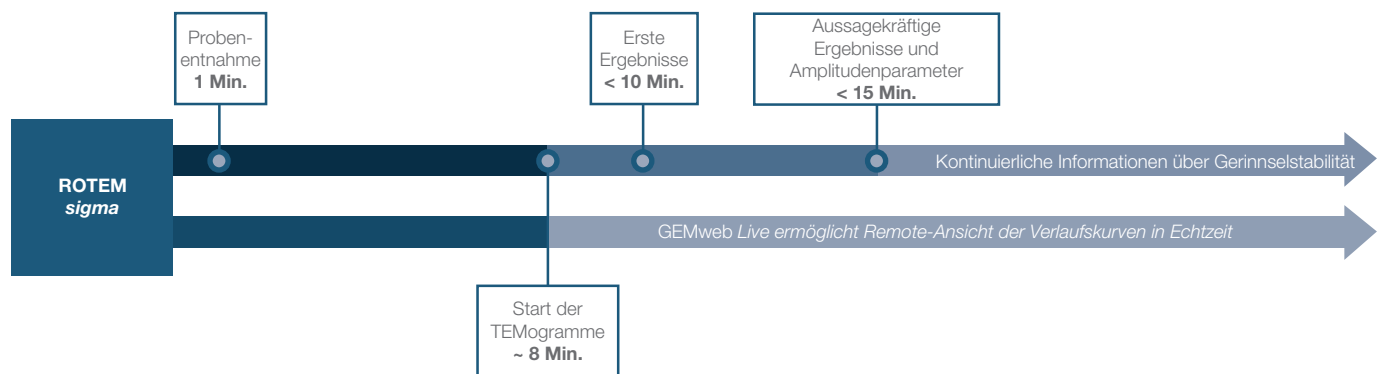 Proben-
entnahme
1 Min.
Erste
Ergebnisse
< 10 Min.
Aussagekräftige
Ergebnisse und
Amplitudenparameter
< 15 Min.
ROTEM
sigma
Kontinuierliche Informationen über Gerinnselstabilität
GEMweb Live ermöglicht Remote-Ansicht der Verlaufskurven in Echtzeit
Start der
TEMogramme
~ 8 Min.